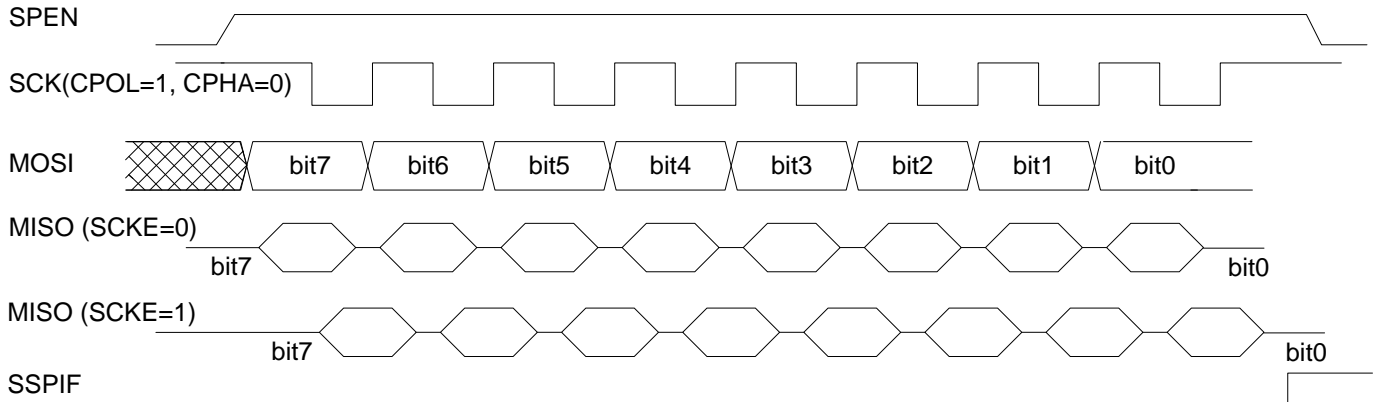 SPEN
SCK(CPOL=1, CPHA=0)
MOSI
bit7 bit6 bit5 bit4 bit3 bit2 bit1 bit0
MISO (SCKE=0)
bit7 bit0
MISO (SCKE=1)
bit7 bit0
SSPIF